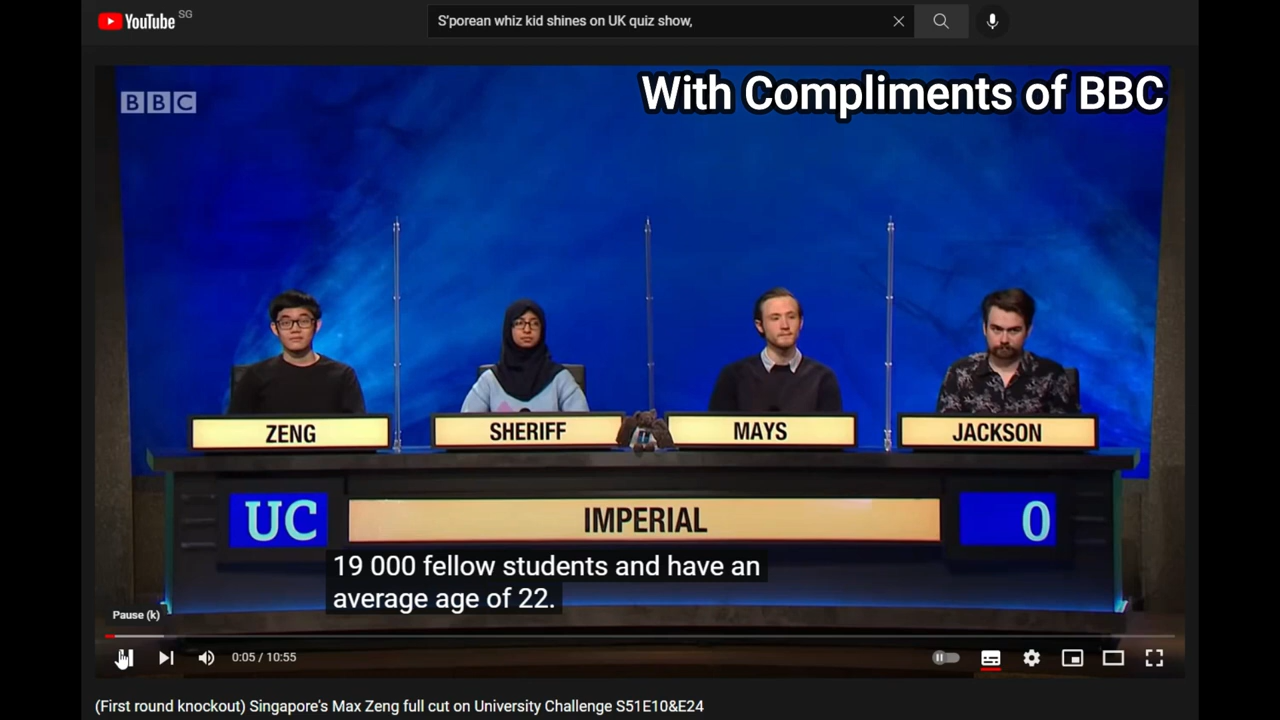 YouTube SG
S'porean whiz kid shines on UK quiz show,
BBC
With Compliments of BBC
ZENG
SHERIFF
MAYS
JACKSON
UC
IMPERIAL
0
19 000 fellow students and have an
average age of 22.
Pause (k)
0:05 / 10:55
(First round knockout) Singapore's Max Zeng full cut on University Challenge S51E10&E24